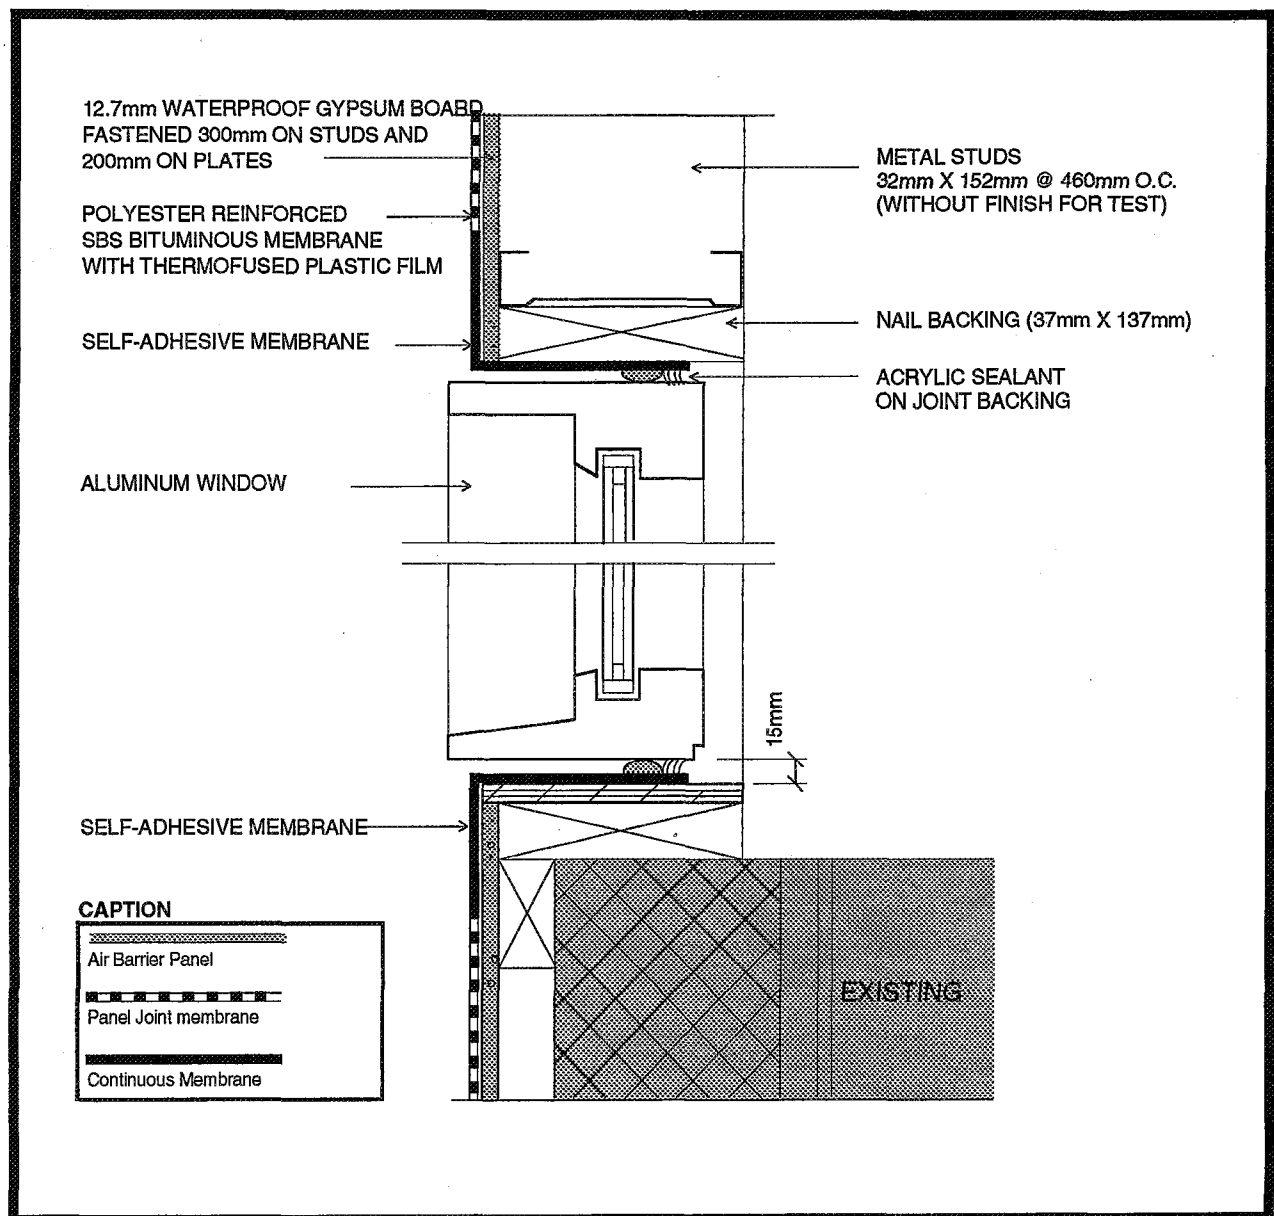 12.7mm WATERPROOF GYPSUM BOARD
FASTENED 300mm ON STUDS AND
200mm ON PLATES
POLYESTER REINFORCED
SBS BITUMINOUS MEMBRANE
WITH THERMOFUSED PLASTIC FILM
SELF-ADHESIVE MEMBRANE
ALUMINUM WINDOW
METAL STUDS
32mm X 152mm @ 460mm O.C.
(WITHOUT FINISH FOR TEST)
NAIL BACKING (37mm X 137mm)
ACRYLIC SEALANT
ON JOINT BACKING
15mm
SELF-ADHESIVE MEMBRANE
EXISTING
CAPTION
Air Barrier Panel
Panel Joint membrane
Continuous Membrane